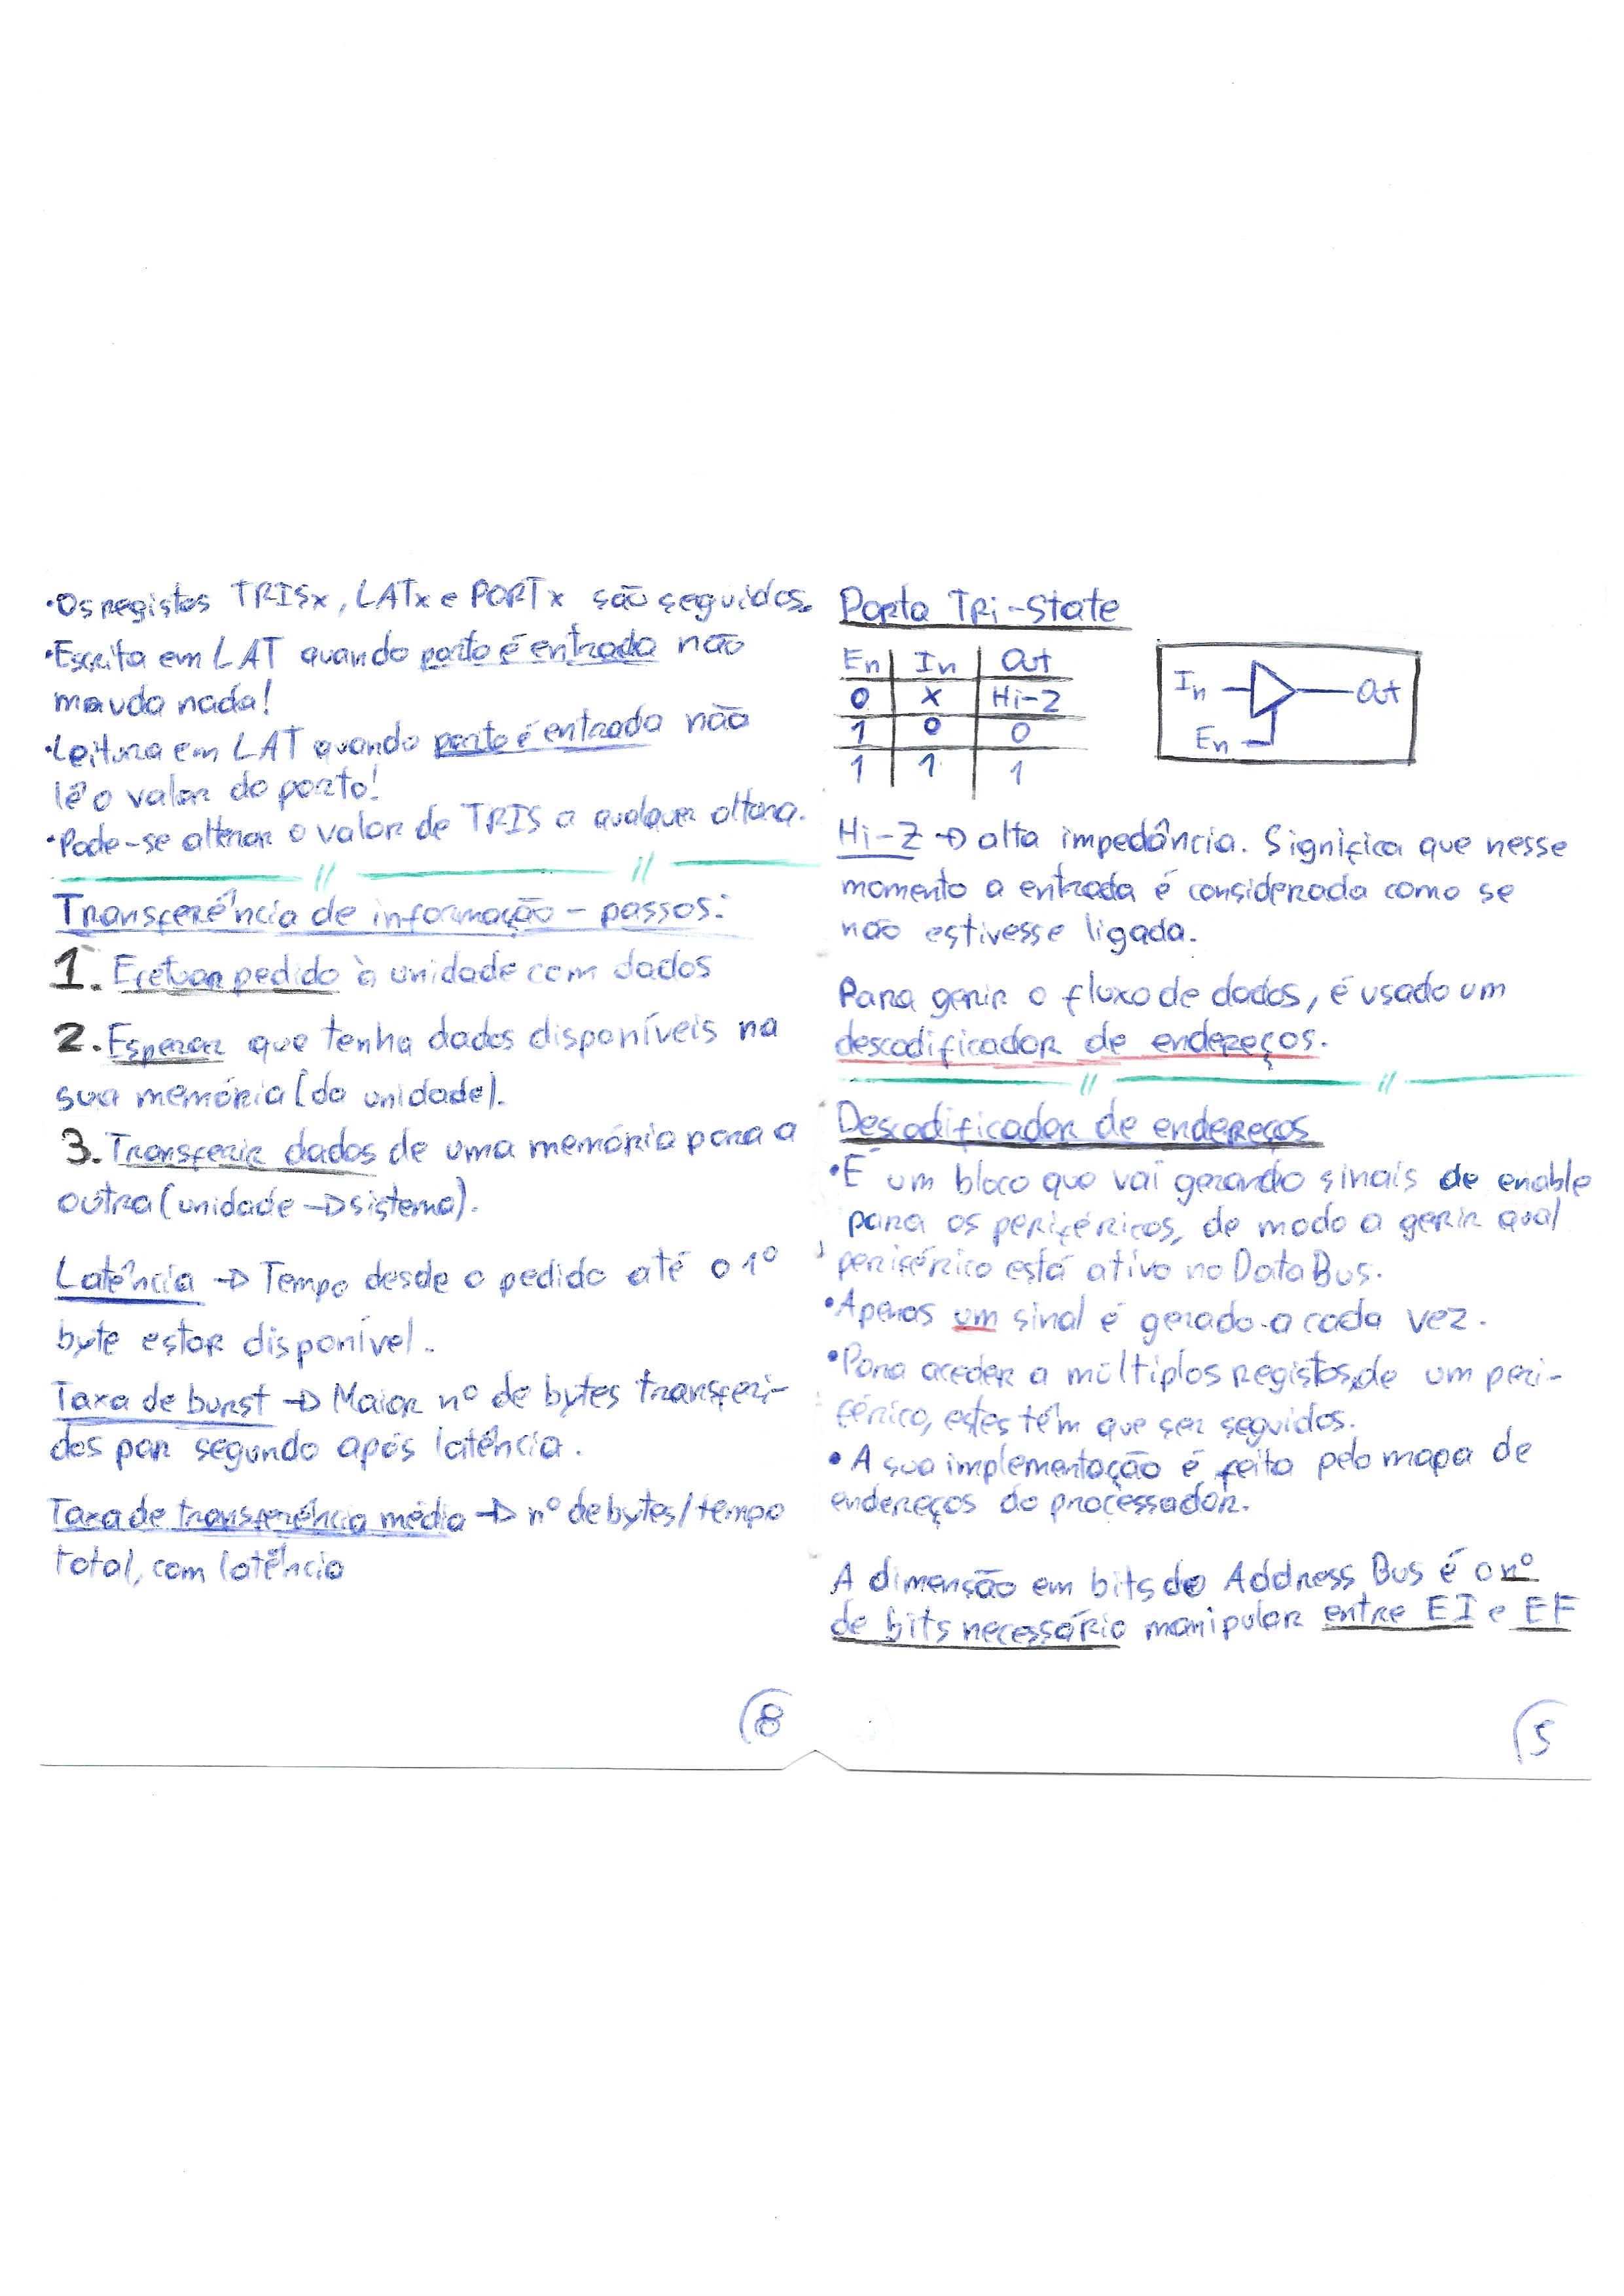 •Os registos TRISx, LATx e PORTx são seguidos.
•Escrita em LAT quando porto é entrada não
muda nada!
•Leitura em LAT quando porto é entrada não
lê o valor do porto!
•Pode-se alterar o valor de TRIS a qualquer altura.
Transferência de informação - passos:
1. Efetuar pedido à unidade com dados
2. Esperar que tenha dados disponíveis na
sua memória (da unidade).
3. Transferir dados de uma memória para a
outra (unidade → sistema).
Latência → Tempo desde o pedido até o 1º
byte estar disponível.
Taxa de burst → Maior nº de bytes transferi-
dos por segundo após latência.
Taxa de transferência média → nº de bytes/tempo
total, com latência
8
Porta Tri-State
En In Out
0 X Hi-Z
1 0 0
1 1 1
In Out
En
Hi-Z → alta impedância. Significa que nesse
momento a entrada é considerada como se
não estivesse ligada.
Para gerir o fluxo de dados, é usado um
descodificador de endereços.
Descodificador de endereços
•É um bloco que vai gerando sinais de enable
para os periféricos, de modo a gerir qual
periférico está ativo no Data Bus.
•Apenas um sinal é gerado a cada vez.
•Para aceder a múltiplos registos de um peri-
férico, estes têm que ser seguidos.
•A sua implementação é feita pelo mapa de
endereços do processador.
A dimensão em bits do Address Bus é o nº
de bits necessário manipular entre EI e EF
5